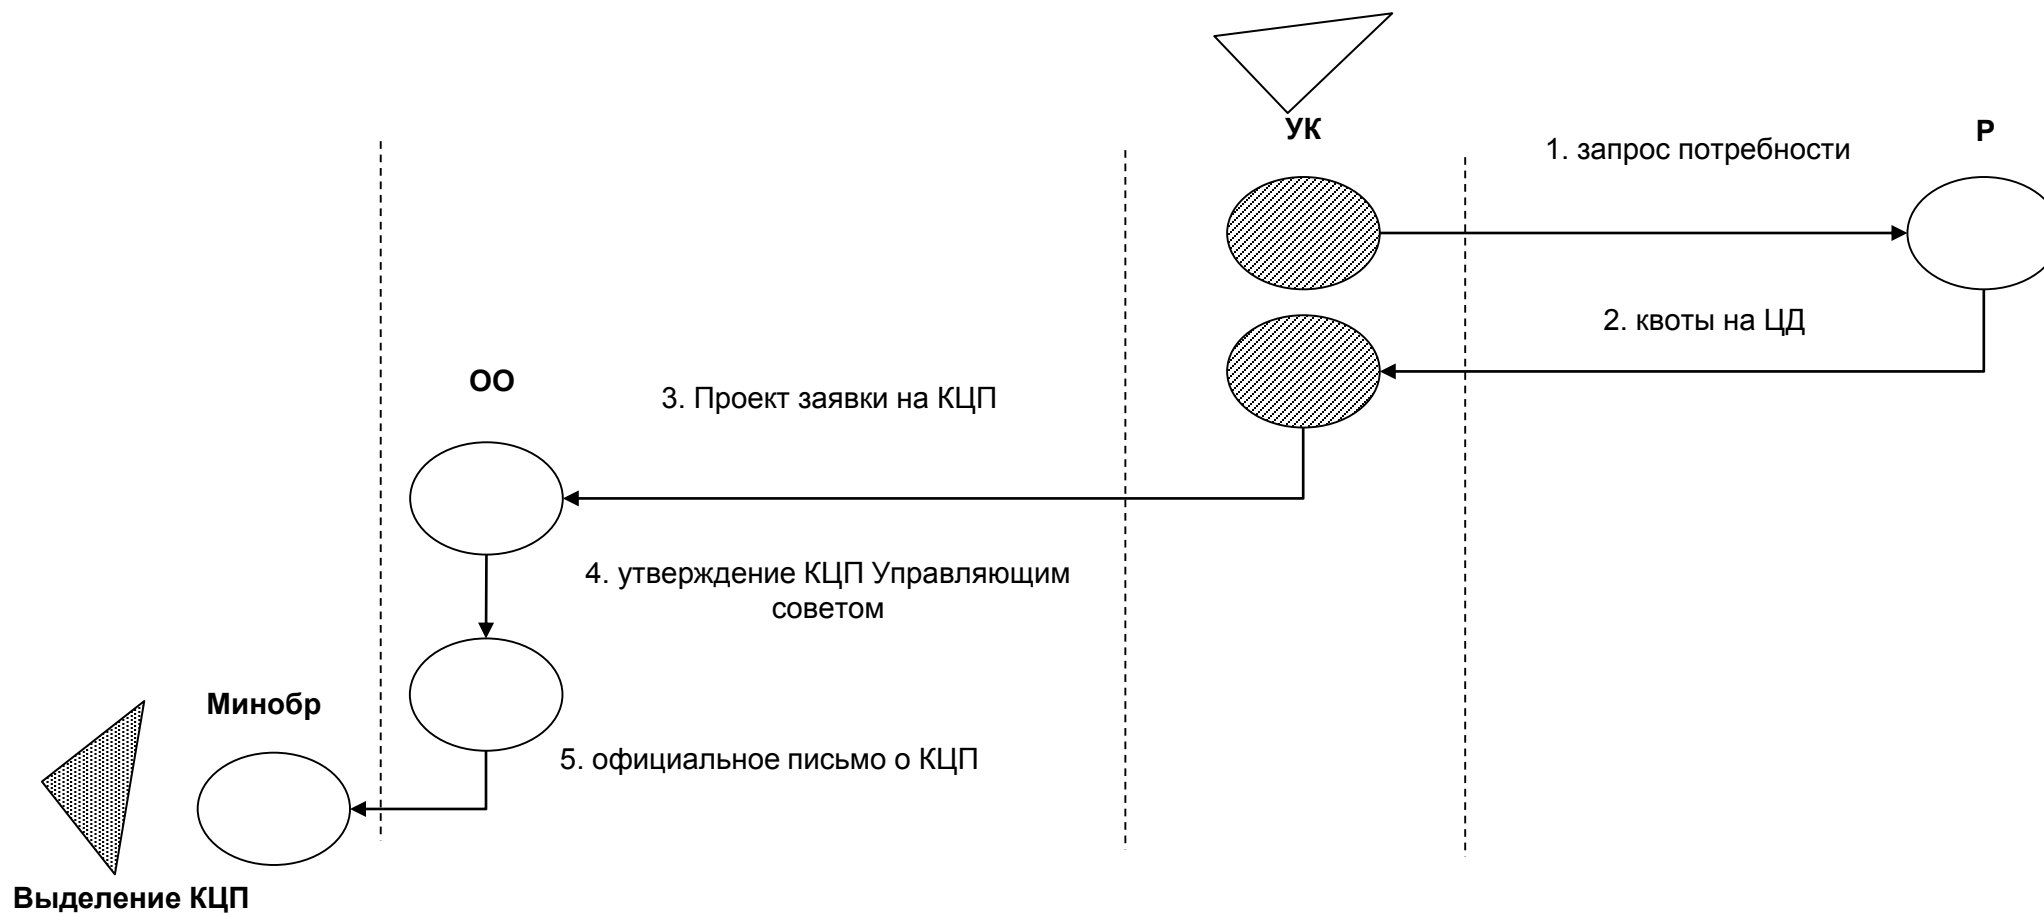 УК
Р
1. запрос потребности
2. квоты на ЦД
ОО
3. Проект заявки на КЦП
4. утверждение КЦП Управляющим
советом
Минобр
5. официальное письмо о КЦП
Выделение КЦП